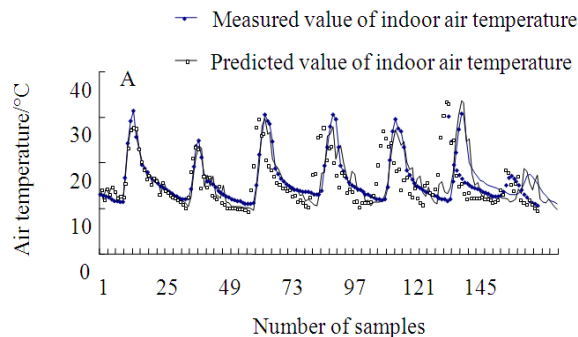 Measured value of indoor air temperature
Predicted value of indoor air temperature
A
Air temperature/°C
40
30
20
10
0
1 25 49 73 97 121 145
Number of samples